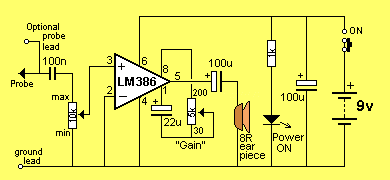 Optional
probe
lead
100n
Probe
max
10k
min
ground
lead
3
+
2
-
LM386
6
8
1
5
4
+
22u
200
5k
30
"Gain"
+
100u
8R
ear
piece
1k
Power
ON
+
100u
ON
+
9v